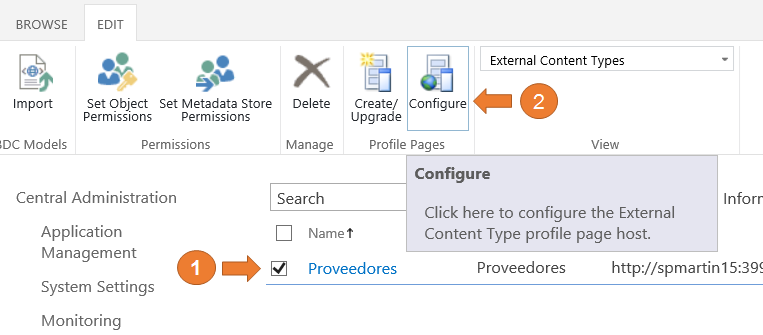 BROWSE EDIT
External Content Types
Import Set Object Permissions Set Metadata Store Permissions Delete Create/ Upgrade Configure 2
BDC Models Permissions Manage Profile Pages View
Configure
Click here to configure the External
Content Type profile page host.
Central Administration Search Inforr
Application
Management
Name↑
1 Proveedores Proveedores http://spmartin15:399
System Settings
Monitoring